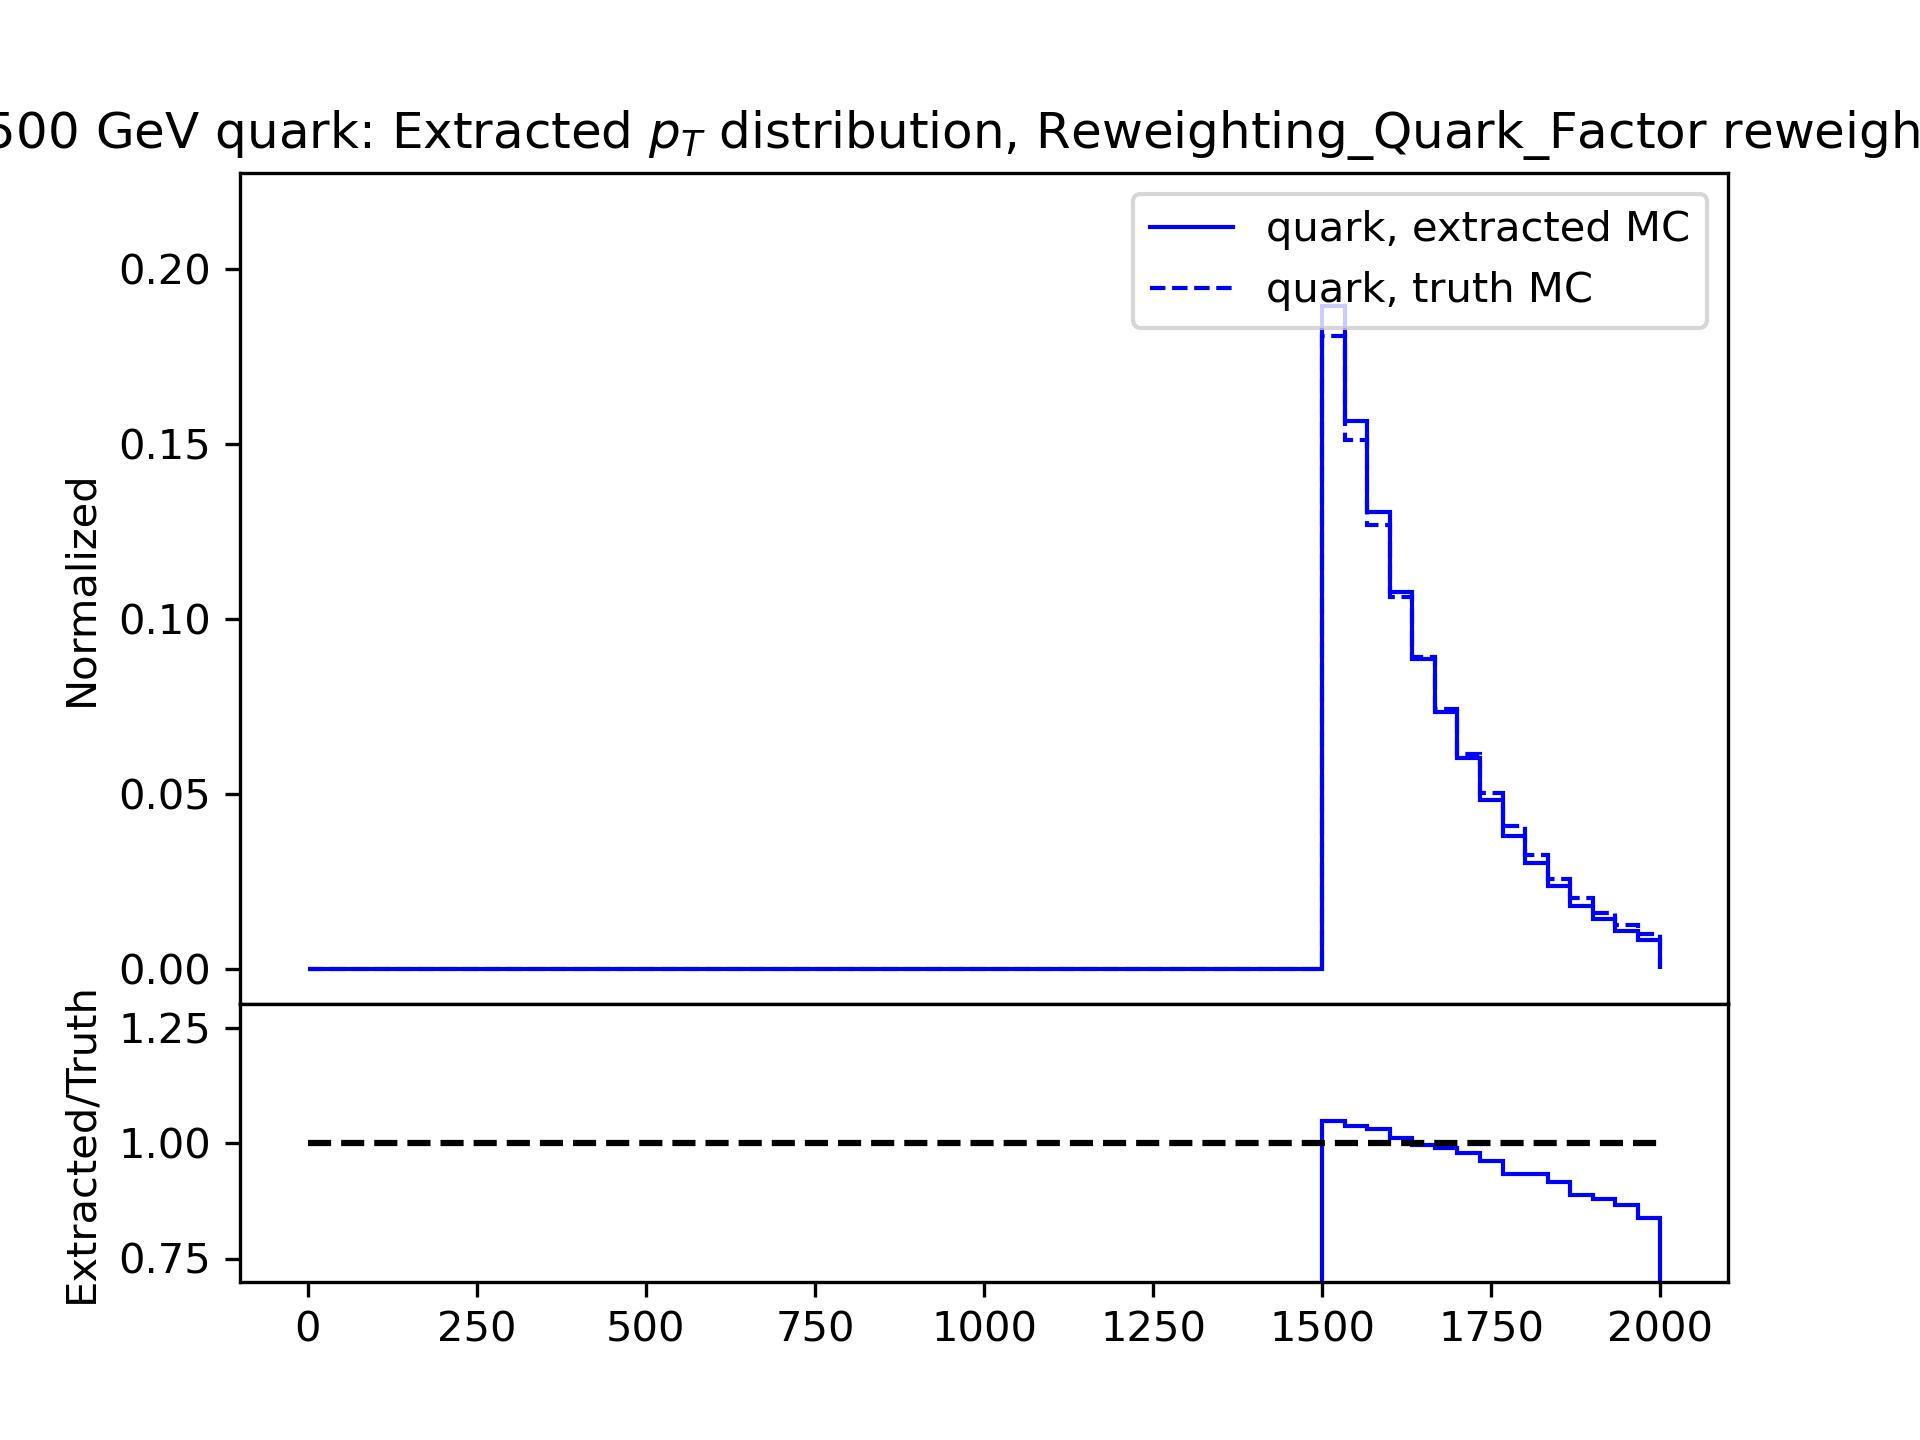 500 GeV quark: Extracted pT distribution, Reweighting_Quark_Factor reweigh
quark, extracted MC
quark, truth MC
Normalized
0.20
0.15
0.10
0.05
0.00
Extracted/Truth
1.25
1.00
0.75
0 250 500 750 1000 1250 1500 1750 2000